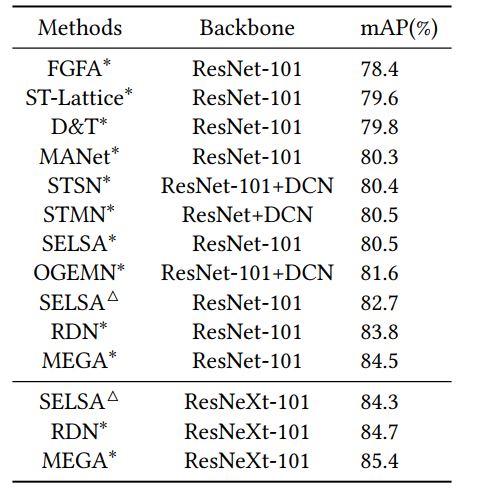 Methods Backbone mAP(%)
FGFA* ResNet-101 78.4
ST-Lattice* ResNet-101 79.6
D&T* ResNet-101 79.8
MANet* ResNet-101 80.3
STSN* ResNet-101+DCN 80.4
STMN* ResNet+DCN 80.5
SELSA* ResNet-101 80.5
OGEMN* ResNet-101+DCN 81.6
SELSA△ ResNet-101 82.7
RDN* ResNet-101 83.8
MEGA* ResNet-101 84.5
SELSA△ ResNeXt-101 84.3
RDN* ResNeXt-101 84.7
MEGA* ResNeXt-101 85.4